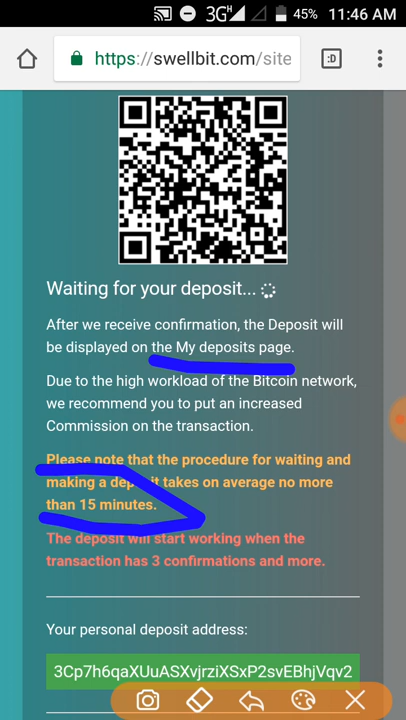 3G H 45% 11:46 AM
https://swellbit.com/site :D
Waiting for your deposit...
After we receive confirmation, the Deposit will
be displayed on the My deposits page.
Due to the high workload of the Bitcoin network,
we recommend you to put an increased
Commission on the transaction.
Please note that the procedure for waiting and
making a deposit takes on average no more
than 15 minutes.
The deposit will start working when the
transaction has 3 confirmations and more.
Your personal deposit address:
3Cp7h6qaXUuASXvjrziXSxP2svEBhjVqv2